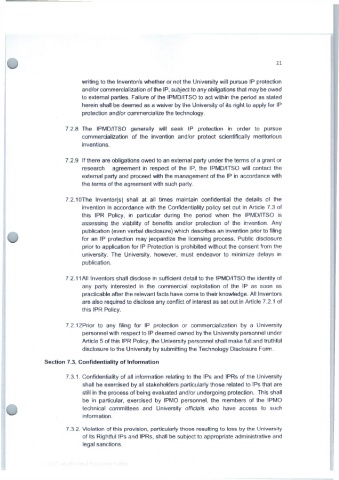 21
writing to the Inventor/s whether or not the University will pursue IP protection
and/or commercialization of the IP, subject to any obligations that may be owed
to external parties. Failure of the IPMD/ITSO to act within the period as stated
herein shall be deemed as a waiver by the University of its right to apply for IP
protection and/or commercialize the technology.
7.2.8 The IPMD/ITSO generally will seek IP protection in order to pursue
commercialization of the invention and/or protect scientifically meritorious
inventions.
7.2.9 If there are obligations owed to an external party under the terms of a grant or
research agreement in respect of the IP, the IPMD/ITSO will contact the
external party and proceed with the management of the IP in accordance with
the terms of the agreement with such party.
7.2.10The Inventor(s) shall at all times maintain confidential the details of the
invention in accordance with the Confidentiality policy set out in Article 7.3 of
this IPR Policy, in particular during the period when the IPMD/ITSO is
assessing the viability of benefits and/or protection of the invention. Any
publication (even verbal disclosure) which describes an invention prior to filing
for an IP protection may jeopardize the licensing process. Public disclosure
prior to application for IP Protection is prohibited without the consent from the
university. The University, however, must endeavor to minimize delays in
publication.
7.2.11All Inventors shall disclose in sufficient detail to the IPMD/ITSO the identity of
any party interested in the commercial exploitation of the IP as soon as
practicable after the relevant facts have come to their knowledge. All Inventors
are also required to disclose any conflict of interest as set out in Article 7.2.1 of
this IPR Policy.
7.2.12Prior to any filing for IP protection or commercialization by a University
personnel with respect to IP deemed owned by the University personnel under
Article 5 of this IPR Policy, the University personnel shall make full and truthful
disclosure to the University by submitting the Technology Disclosure Form.
Section 7.3. Confidentiality of Information
7.3.1. Confidentiality of all information relating to the IPs and IPRs of the University
shall be exercised by all stakeholders particularly those related to IPs that are
still in the process of being evaluated and/or undergoing protection. This shall
be in particular, exercised by IPMO personnel, the members of the IPMO
technical committees and University officials who have access to such
information.
7.3.2. Violation of this provision, particularly those resulting to loss by the University
of its Rightful IPs and IPRs, shall be subject to appropriate administrative and
legal sanctions.